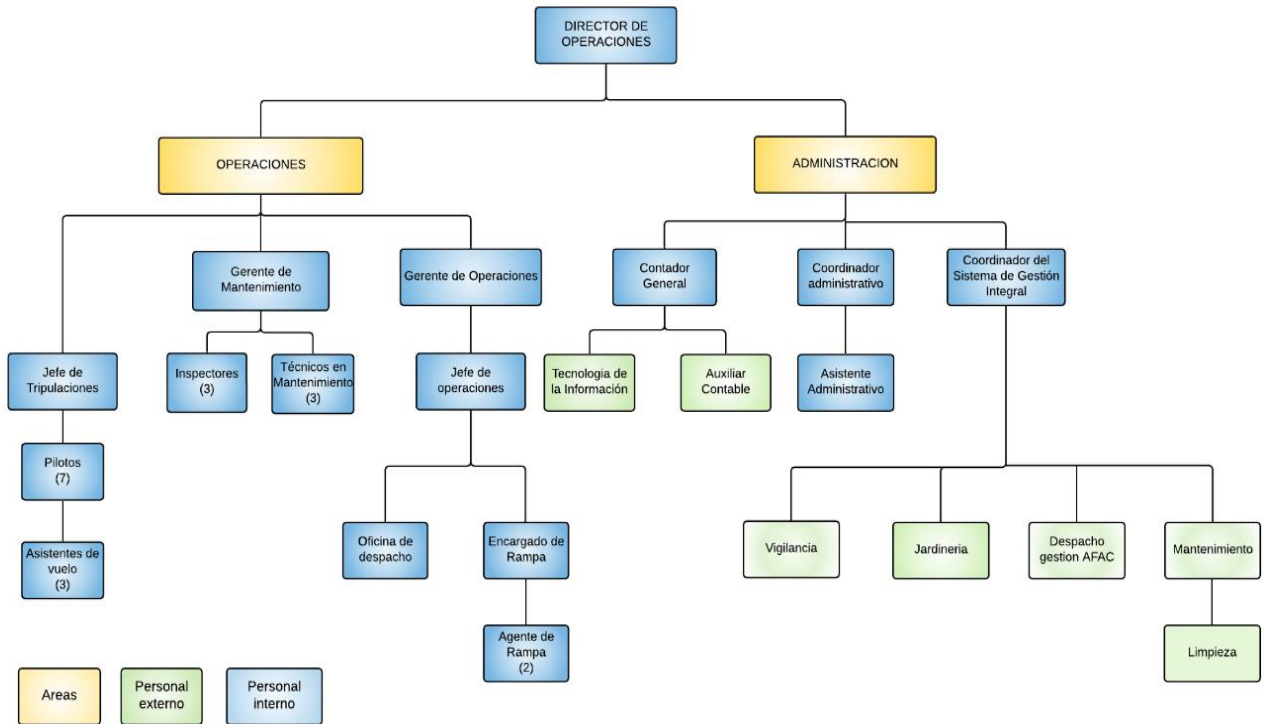 DIRECTOR DE
OPERACIONES
OPERACIONES
ADMINISTRACION
Gerente de
Mantenimiento
Gerente de Operaciones
Contador
General
Coordinador
administrativo
Coordinador del
Sistema de Gestión
Integral
Jefe de
Tripulaciones
Inspectores
(3)
Técnicos en
Mantenimiento
(3)
Jefe de
operaciones
Tecnologia de
la Información
Auxiliar
Contable
Asistente
Administrativo
Pilotos
(7)
Asistentes de
vuelo
(3)
Oficina de
despacho
Encargado de
Rampa
Vigilancia
Jardineria
Despacho
gestion AFAC
Mantenimiento
Agente de
Rampa
(2)
Limpieza
Areas
Personal
externo
Personal
interno